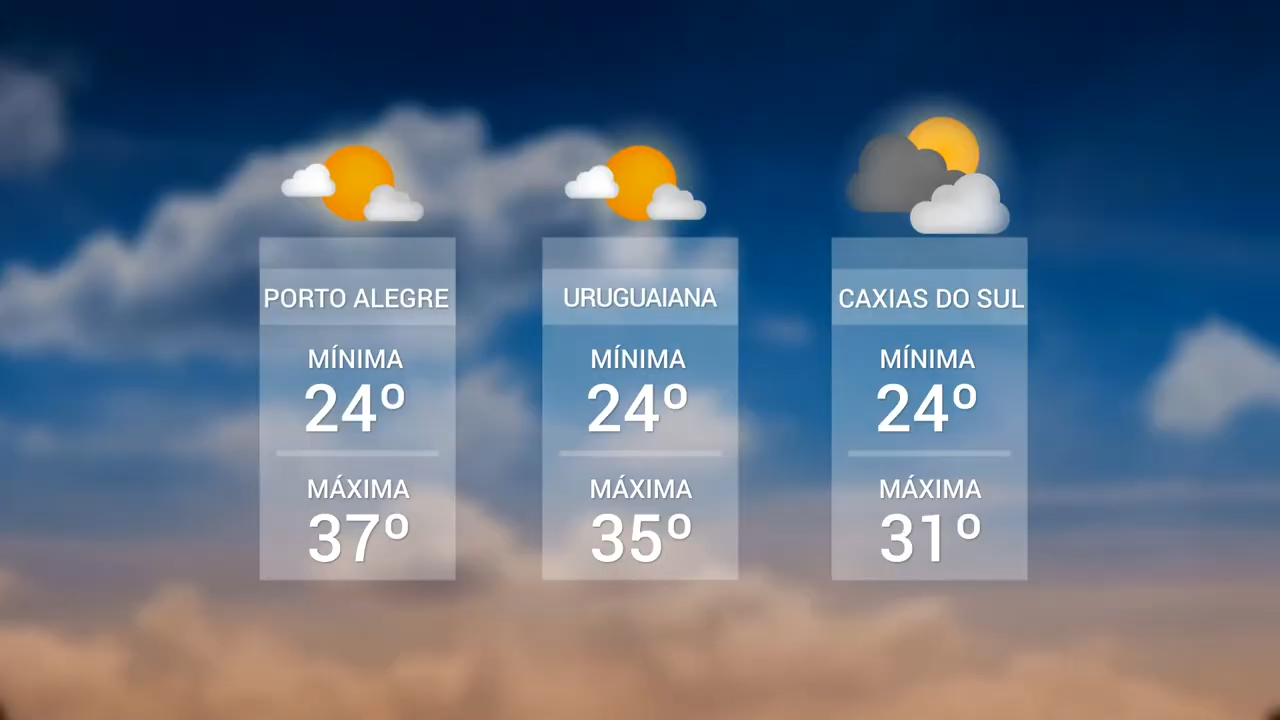 PORTO ALEGRE
MÍNIMA
24º
MÁXIMA
37º
URUGUAIANA
MÍNIMA
24º
MÁXIMA
35º
CAXIAS DO SUL
MÍNIMA
24º
MÁXIMA
31º